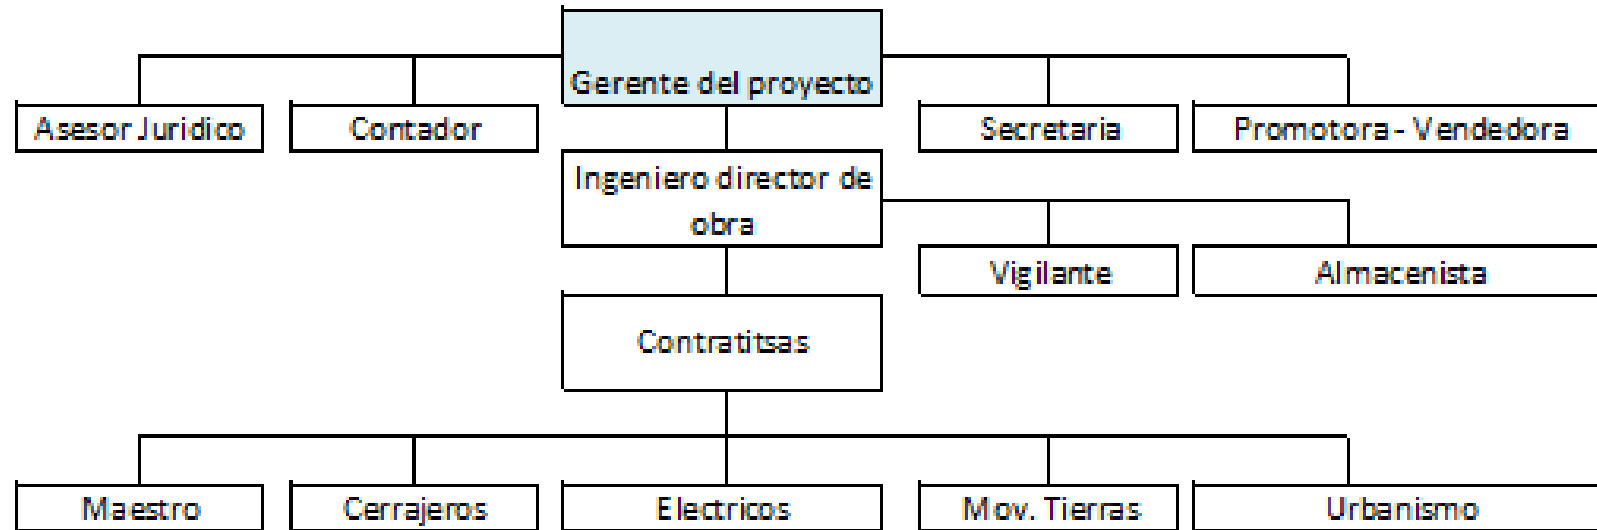 Gerente del proyecto
Asesor Juridico
Contador
Secretaria
Promotora - Vendedora
Ingeniero director de
obra
Vigilante
Almacenista
Contratitsas
Maestro
Cerrajeros
Electricos
Mov. Tierras
Urbanismo